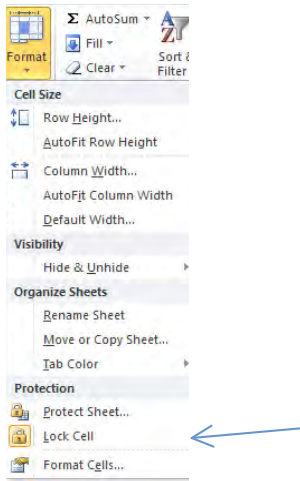 Σ AutoSum
Fill
Clear
Format
Sort &
Filter
Cell Size
Row Height...
AutoFit Row Height
Column Width...
AutoFit Column Width
Default Width...
Visibility
Hide & Unhide
Organize Sheets
Rename Sheet
Move or Copy Sheet...
Tab Color
Protection
Protect Sheet...
Lock Cell
Format Cells...